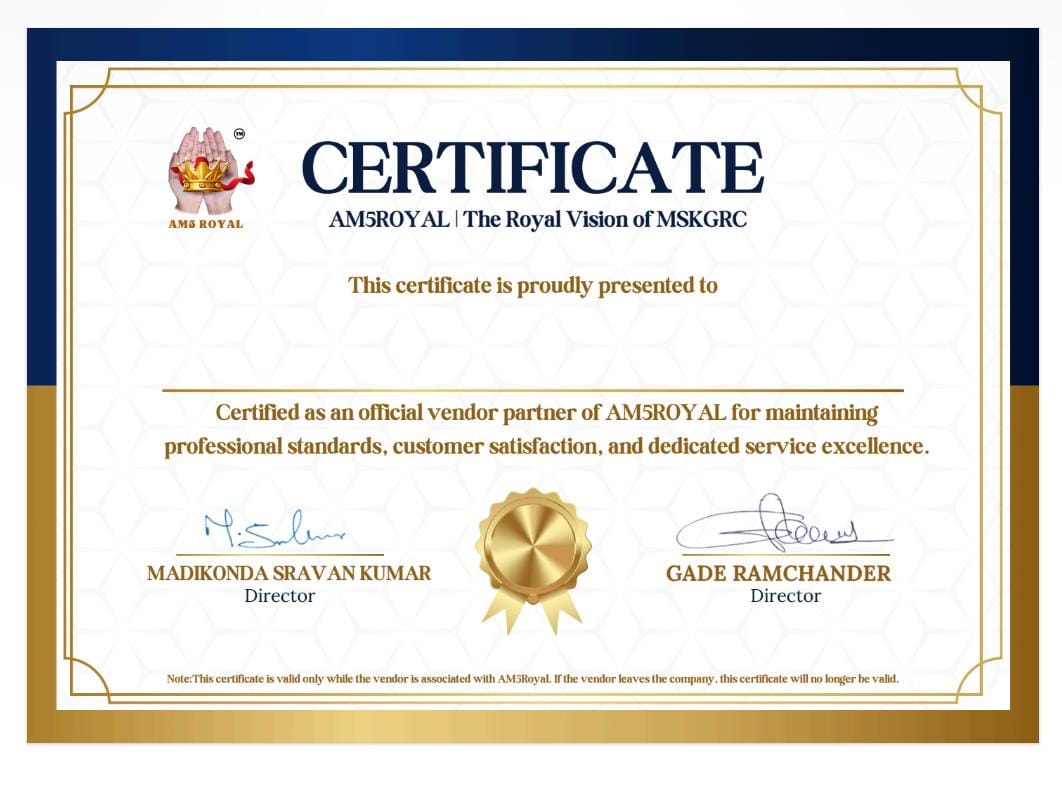 TM
AM5 ROYAL
CERTIFICATE
AM5ROYAL | The Royal Vision of MSKGRC
This certificate is proudly presented to
Certified as an official vendor partner of AM5ROYAL for maintaining
professional standards, customer satisfaction, and dedicated service excellence.
MADIKONDA SRAVAN KUMAR
Director
GADE RAMCHANDER
Director
Note:This certificate is valid only while the vendor is associated with AM5Royal. If the vendor leaves the company, this certificate will no longer be valid.